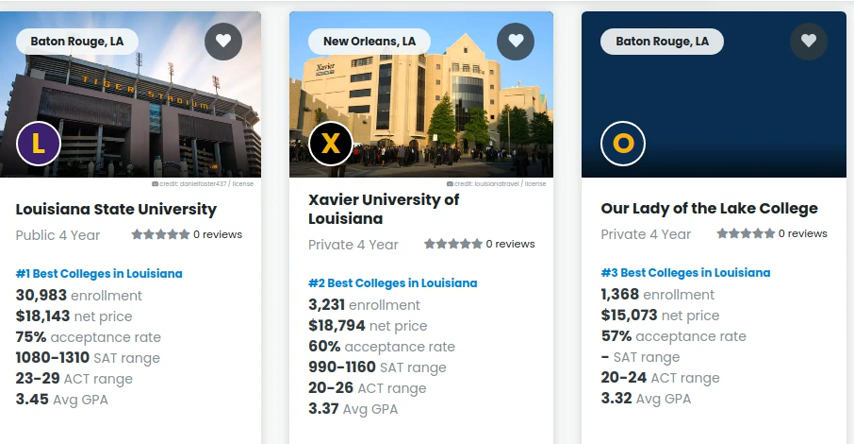 Baton Rouge, LA
TIGER STADIUM
L
credit: danielfoster437 / license
Louisiana State University
Public 4 Year
0 reviews
#1 Best Colleges in Louisiana
30,983 enrollment
$18,143 net price
75% acceptance rate
1080-1310 SAT range
23-29 ACT range
3.45 Avg GPA
New Orleans, LA
Xavier
X
credit: louisianatravel / license
Xavier University of
Louisiana
Private 4 Year
0 reviews
#2 Best Colleges in Louisiana
3,231 enrollment
$18,794 net price
60% acceptance rate
990-1160 SAT range
20-26 ACT range
3.37 Avg GPA
Baton Rouge, LA
O
Our Lady of the Lake College
Private 4 Year
0 reviews
#3 Best Colleges in Louisiana
1,368 enrollment
$15,073 net price
57% acceptance rate
- SAT range
20-24 ACT range
3.32 Avg GPA